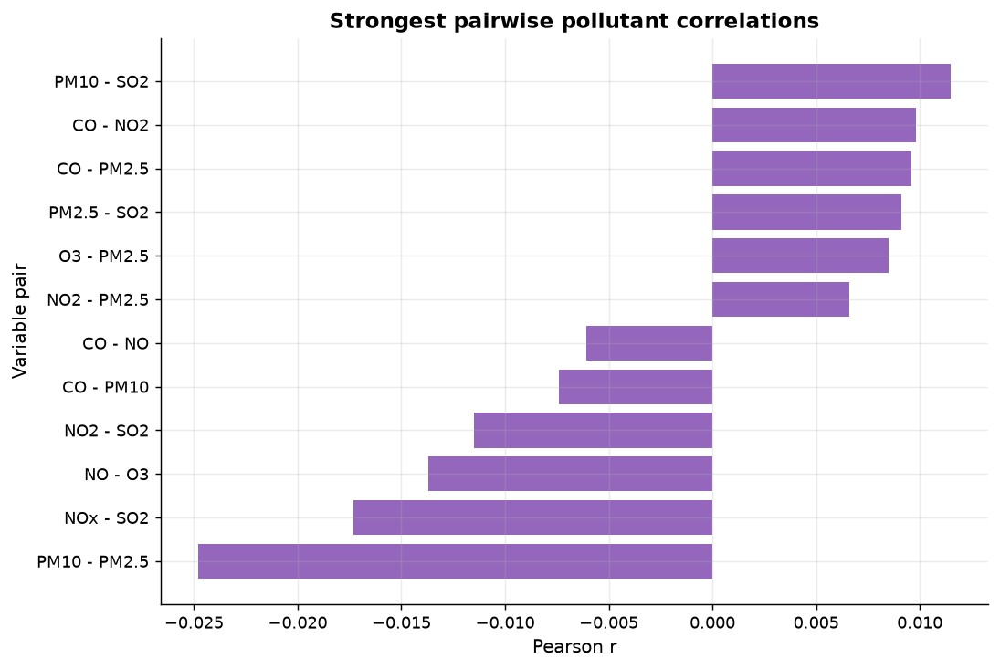 Strongest pairwise pollutant correlations
PM10 - SO2
CO - NO2
CO - PM2.5
PM2.5 - SO2
O3 - PM2.5
NO2 - PM2.5
CO - NO
CO - PM10
NO2 - SO2
NO - O3
NOx - SO2
PM10 - PM2.5
Variable pair
−0.025 −0.020 −0.015 −0.010 −0.005 0.000 0.005 0.010
Pearson r